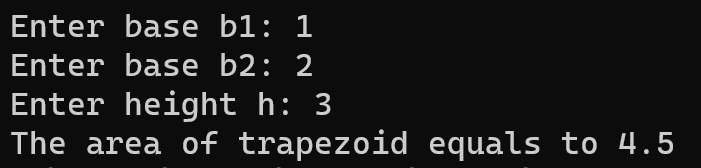 Enter base b1: 1
Enter base b2: 2
Enter height h: 3
The area of trapezoid equals to 4.5